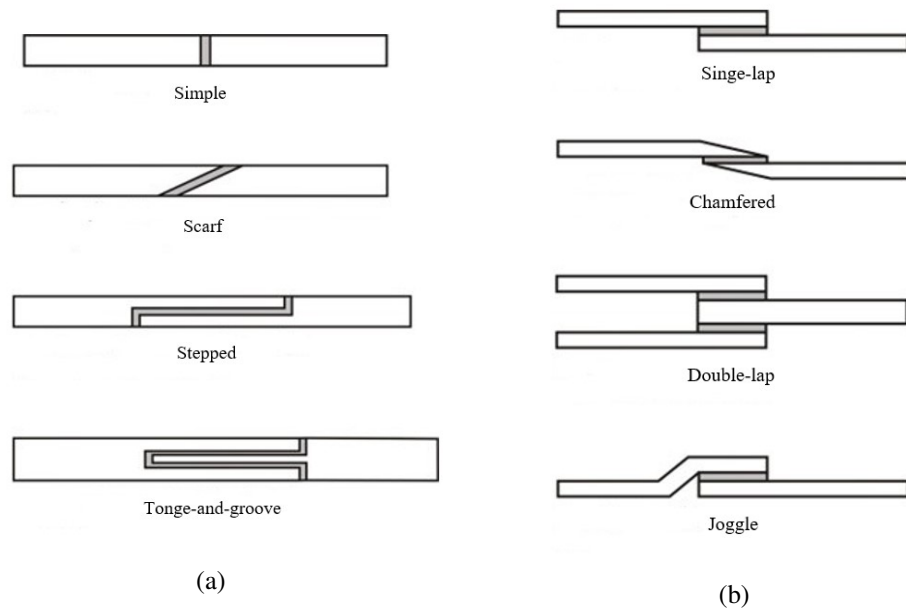 Simple
Scarf
Stepped
Tonge-and-groove
(a)
Singe-lap
Chamfered
Double-lap
Joggle
(b)